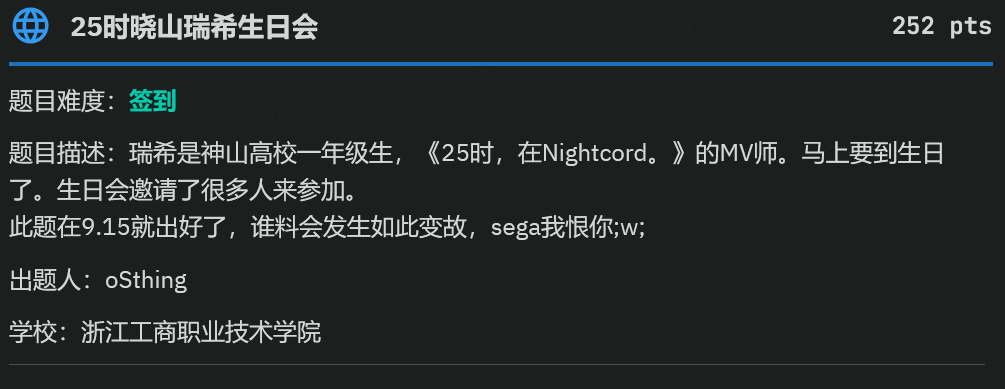 25时晓山瑞希生日会 252 pts
题目难度：签到
题目描述：瑞希是神山高校一年级生，《25时，在Nightcord。》的MV师。马上要到生日
了。生日会邀请了很多人来参加。
此题在9.15就出好了，谁料会发生如此变故，sega我恨你;w;
出题人：oSthing
学校：浙江工商职业技术学院